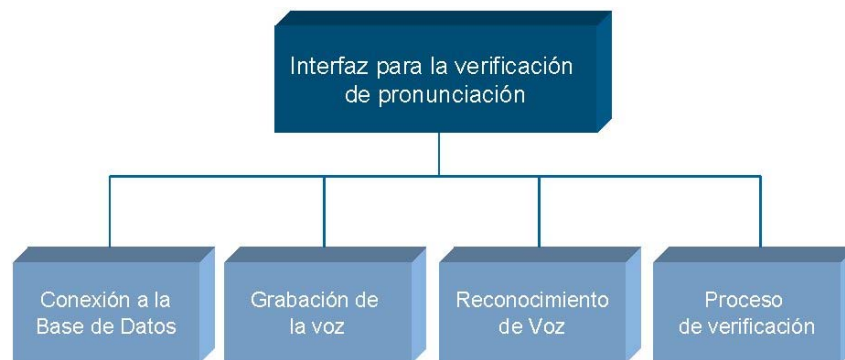 Interfaz para la verificación
de pronunciación
Conexión a la
Base de Datos
Grabación de
la voz
Reconocimiento
de Voz
Proceso
de verificación